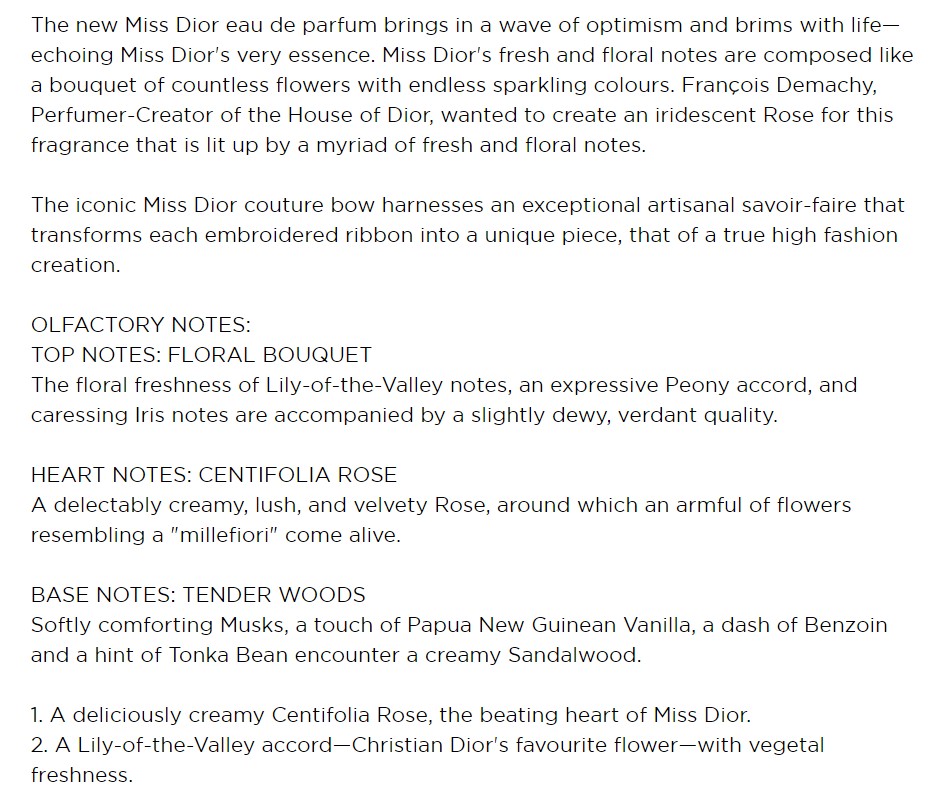 The new Miss Dior eau de parfum brings in a wave of optimism and brims with life—
echoing Miss Dior's very essence. Miss Dior's fresh and floral notes are composed like
a bouquet of countless flowers with endless sparkling colours. François Demachy,
Perfumer-Creator of the House of Dior, wanted to create an iridescent Rose for this
fragrance that is lit up by a myriad of fresh and floral notes.
The iconic Miss Dior couture bow harnesses an exceptional artisanal savoir-faire that
transforms each embroidered ribbon into a unique piece, that of a true high fashion
creation.
OLFACTORY NOTES:
TOP NOTES: FLORAL BOUQUET
The floral freshness of Lily-of-the-Valley notes, an expressive Peony accord, and
caressing Iris notes are accompanied by a slightly dewy, verdant quality.
HEART NOTES: CENTIFOLIA ROSE
A delectably creamy, lush, and velvety Rose, around which an armful of flowers
resembling a "millefiori" come alive.
BASE NOTES: TENDER WOODS
Softly comforting Musks, a touch of Papua New Guinean Vanilla, a dash of Benzoin
and a hint of Tonka Bean encounter a creamy Sandalwood.
1. A deliciously creamy Centifolia Rose, the beating heart of Miss Dior.
2. A Lily-of-the-Valley accord—Christian Dior's favourite flower—with vegetal
freshness.